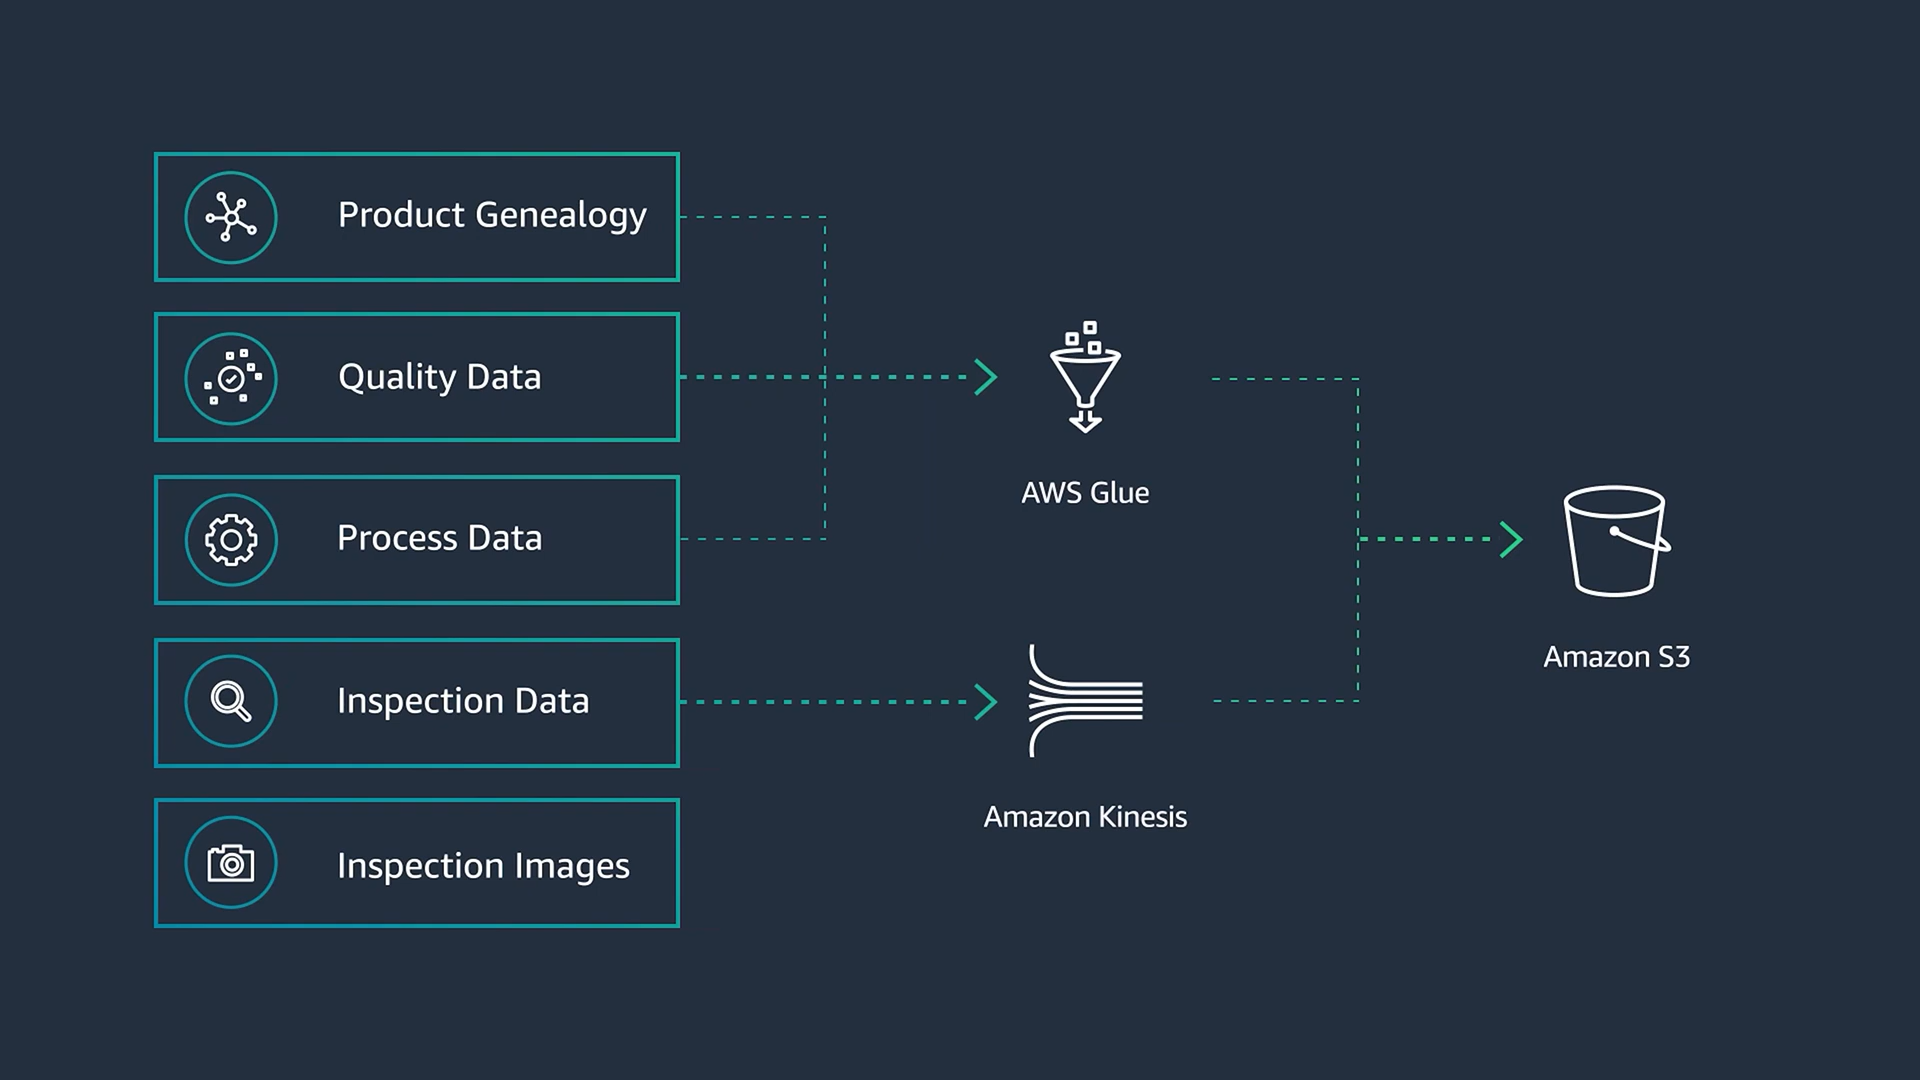 Product Genealogy
Quality Data
Process Data
Inspection Data
Inspection Images
AWS Glue
Amazon Kinesis
Amazon S3